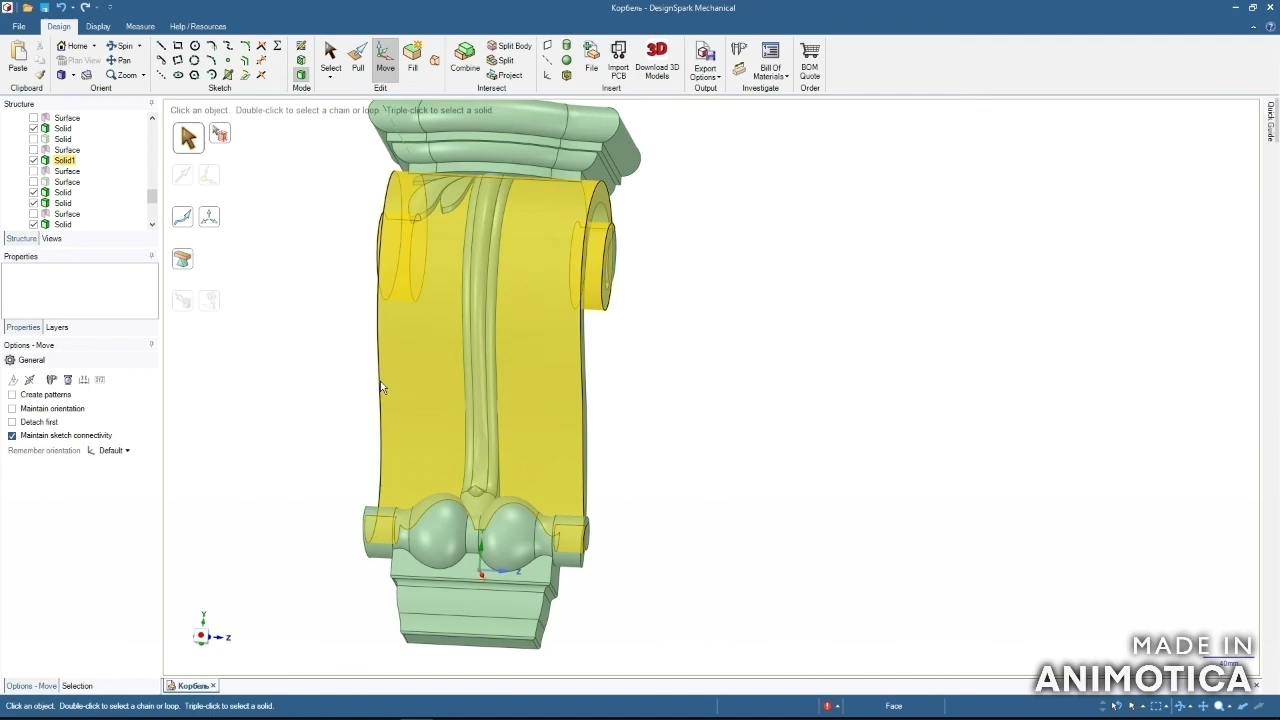 Корбель - DesignSpark Mechanical
File Design Display Measure Help / Resources
Paste Home Spin Select Pull Move Fill Combine Split Body File Import PCB Download 3D Models Export Options Bill Of Materials BOM Quote
Plan View Pan Split
Zoom Project
3D
Clipboard Orient Sketch Mode Edit Intersect Insert Output Investigate Order
Structure
Click an object. Double-click to select a chain or loop. Triple-click to select a solid.
Quick Guide
Surface
Solid
Solid
Surface
Solid1
Surface
Surface
Solid
Solid
Surface
Solid
Structure Views
Properties
Properties Layers
Options - Move
General
Create patterns
Maintain orientation
Detach first
Maintain sketch connectivity
Remember orientation Default
Z
Y
Z
MADE IN
40mm
ANIMOTICA
Options - Move Selection Корбель
Click an object. Double-click to select a chain or loop. Triple-click to select a solid. Face